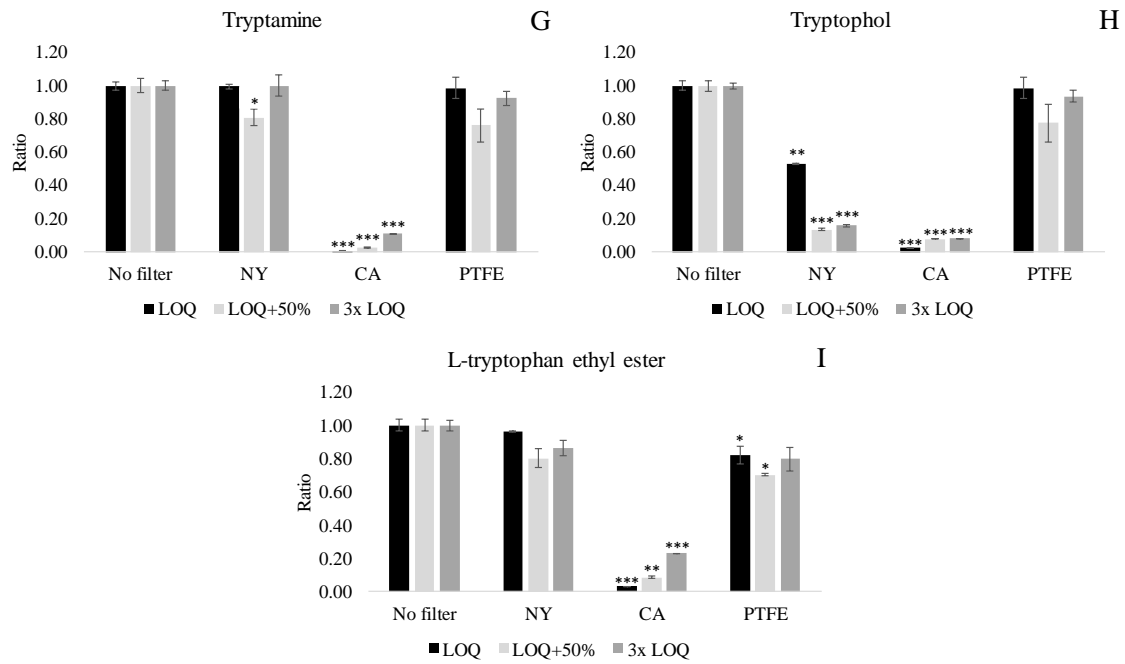 Tryptamine
G
1.20
1.00
0.80
0.60
0.40
0.20
0.00
Ratio
*
***
***
***
No filter NY CA PTFE
LOQ LOQ+50% 3x LOQ
Tryptophol
H
1.20
1.00
0.80
0.60
0.40
0.20
0.00
Ratio
**
***
***
***
***
***
No filter NY CA PTFE
LOQ LOQ+50% 3x LOQ
L-tryptophan ethyl ester
I
1.20
1.00
0.80
0.60
0.40
0.20
0.00
Ratio
***
**
***
*
*
No filter NY CA PTFE
LOQ LOQ+50% 3x LOQ